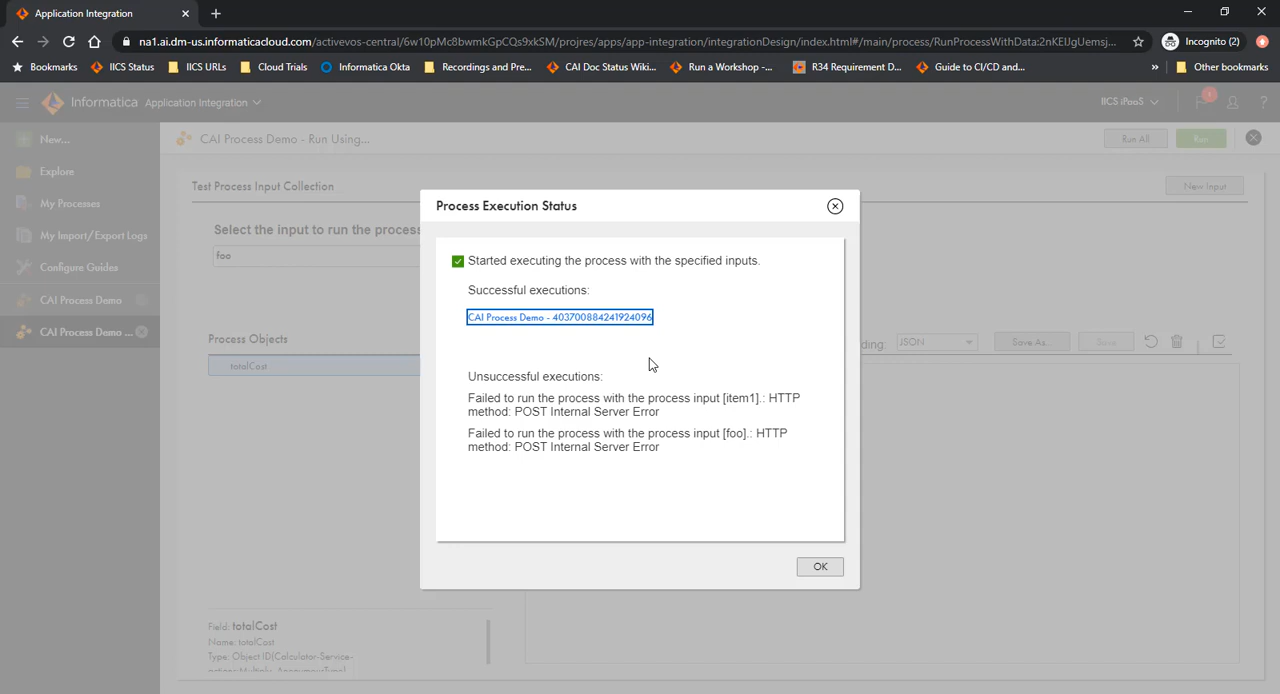 Application Integration
na1.ai.dm-us.informaticacloud.com/activevos-central/6w10pMc8bwmkGpCQs9xkSM/projres/apps/app-integration/integrationDesign/index.html#/main/process/RunProcessWithData:2nKEIJgUemsj...
Incognito (2)
Bookmarks
IICS Status
IICS URLs
Cloud Trials
Informatica Okta
Recordings and Pre...
CAI Doc Status Wiki...
Run a Workshop -...
R34 Requirement D...
Guide to CI/CD and...
»
Other bookmarks
Informatica Application Integration
IICS iPaaS
?
New...
Explore
My Processes
My Import/Export Logs
Configure Guides
CAI Process Demo
CAI Process Demo ...
CAI Process Demo - Run Using...
Run All
Run
Test Process Input Collection
New Input
Select the input to run the process
foo
Process Objects
totalCost
ding:
JSON
Save As...
Save
Process Execution Status
Started executing the process with the specified inputs.
Successful executions:
CAI Process Demo - 403700884241924096
Unsuccessful executions:
Failed to run the process with the process input [item1].: HTTP
method: POST Internal Server Error
Failed to run the process with the process input [foo].: HTTP
method: POST Internal Server Error
OK
Field: totalCost
Name: totalCost
Type: Object ID(Calculator-Service-